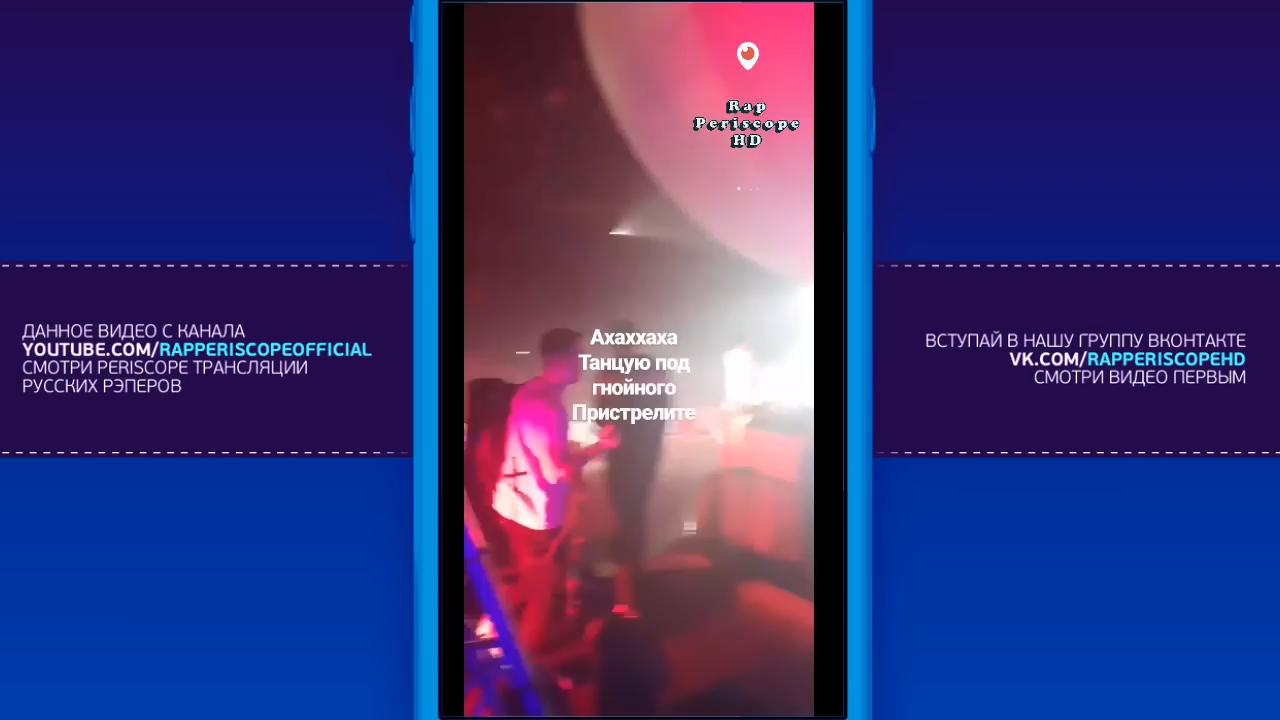 Rap
Periscope
HD
ДАННОЕ ВИДЕО С КАНАЛА
YOUTUBE.COM/RAPPERISCOPEOFFICIAL
СМОТРИ PERISCOPE ТРАНСЛЯЦИИ
РУССКИХ РЭПЕРОВ
Ахаххаха
Танцую под
гнойного
Пристрелите
ВСТУПАЙ В НАШУ ГРУППУ ВКОНТАКТЕ
VK.COM/RAPPERISCOPEHD
СМОТРИ ВИДЕО ПЕРВЫМ